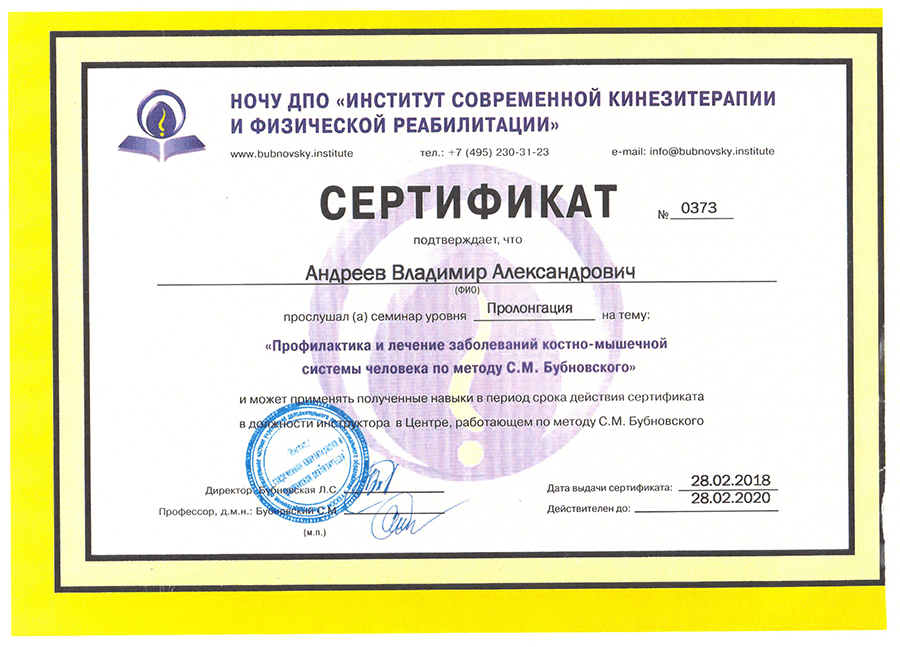 НОЧУ ДПО «ИНСТИТУТ СОВРЕМЕННОЙ КИНЕЗИТЕРАПИИ
И ФИЗИЧЕСКОЙ РЕАБИЛИТАЦИИ»
www.bubnovsky.institute тел.: +7 (495) 230-31-23 e-mail: info@bubnovsky.institute
СЕРТИФИКАТ № 0373
подтверждает, что
Андреев Владимир Александрович
(ФИО)
прослушал (а) семинар уровня Пролонгация на тему:
«Профилактика и лечение заболеваний костно-мышечной
системы человека по методу С.М. Бубновского»
и может применять полученные навыки в период срока действия сертификата
в должности инструктора в Центре, работающем по методу С.М. Бубновского
Директор: Бубновская Л.С.
Профессор, д.м.н.: Бубновский С.М.
(м.п.)
Дата выдачи сертификата: 28.02.2018
Действителен до: 28.02.2020